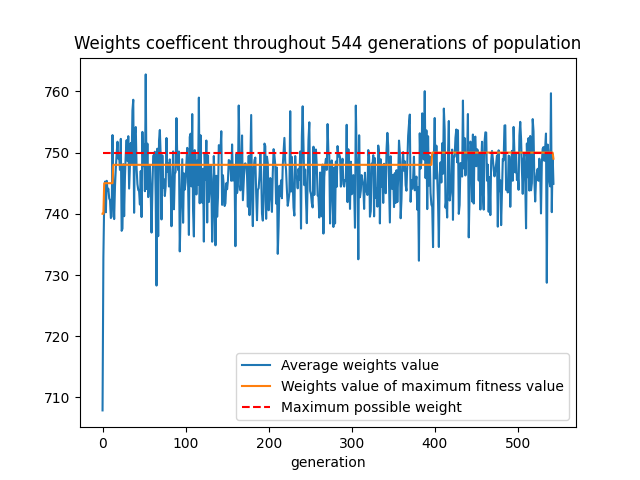 Weights coefficent throughout 544 generations of population
760
750
740
730
720
710
Average weights value
Weights value of maximum fitness value
Maximum possible weight
0 100 200 300 400 500
generation